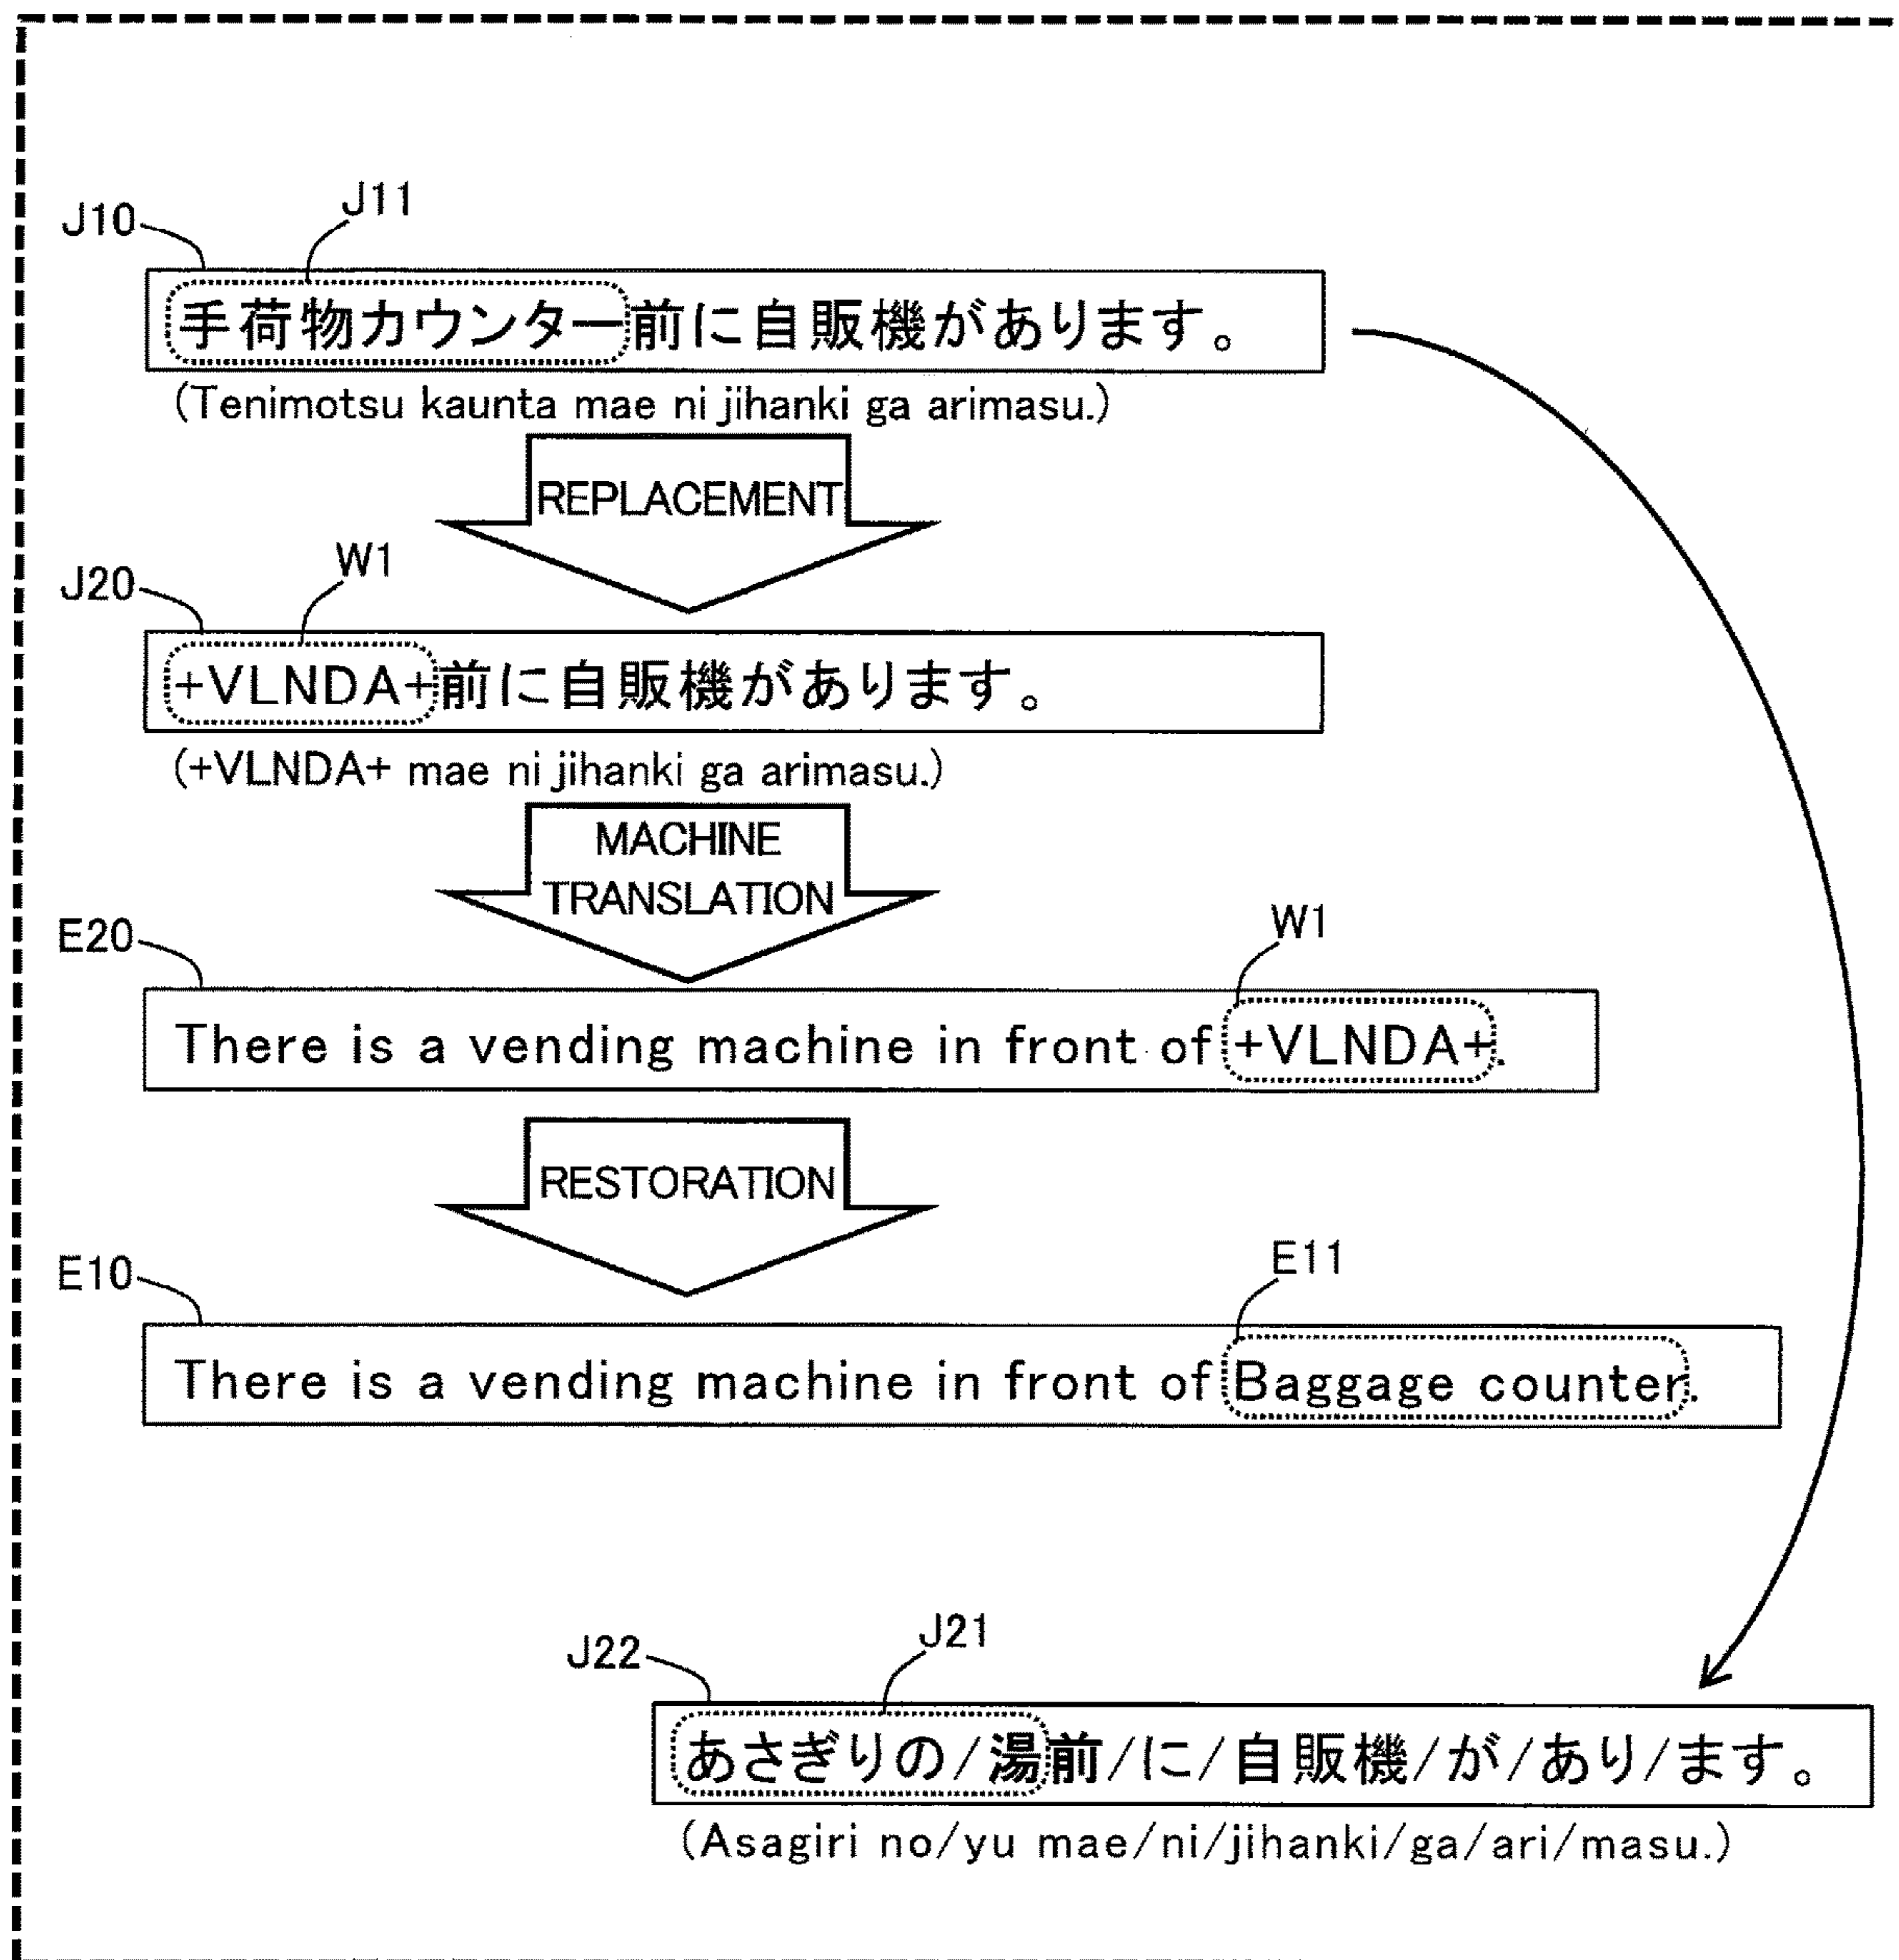 J10
J11
手荷物カウンター前に自販機があります。
(Tenimotsu kaunta mae ni jihanki ga arimasu.)
REPLACEMENT
J20
W1
+VLNDA+前に自販機があります。
(+VLNDA+ mae ni jihanki ga arimasu.)
MACHINE
TRANSLATION
E20
W1
There is a vending machine in front of +VLNDA+.
RESTORATION
E10
E11
There is a vending machine in front of Baggage counter.
J22
J21
あさぎりの/湯前/に/自販機/が/あり/ます。
(Asagiri no/yu mae/ni/jihanki/ga/ari/masu.)